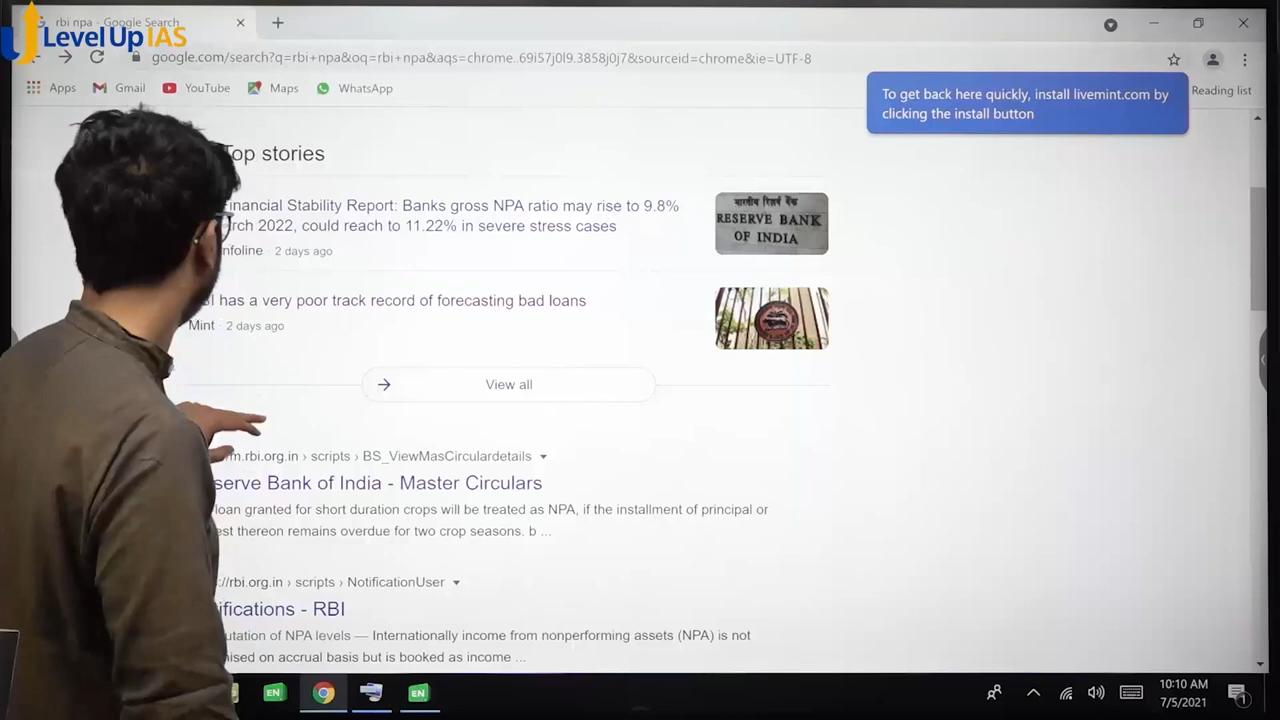 rbi npa - Google Search
LevelUp IAS
google.com/search?q=rbi+npa&oq=rbi+npa&aqs=chrome..69i57j0l9.3858j0j7&sourceid=chrome&ie=UTF-8
Apps Gmail YouTube Maps WhatsApp Reading list
To get back here quickly, install livemint.com by
clicking the install button
Top stories
Financial Stability Report: Banks gross NPA ratio may rise to 9.8%
2022, could reach to 11.22% in severe stress cases
2 days ago
भारतीय रिज़र्व बैंक
RESERVE BANK
OF INDIA
has a very poor track record of forecasting bad loans
Mint · 2 days ago
View all
rbi.org.in › scripts › BS_ViewMasCirculardetails
Bank of India - Master Circulars
loan granted for short duration crops will be treated as NPA, if the installment of principal or
thereon remains overdue for two crop seasons. b ...
rbi.org.in › scripts › NotificationUser
- RBI
of NPA levels — Internationally income from nonperforming assets (NPA) is not
on accrual basis but is booked as income ...
EN EN
10:10 AM
7/5/2021
1